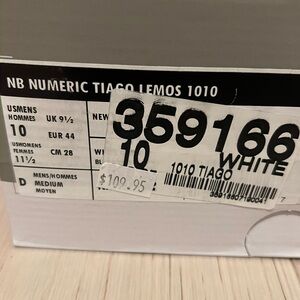 NB NUMERIC TIAGO LEMOS 1010
USMENS
HOMMES
10
UK 9½
EUR 44
USWOMENS
FEMMES
11½
CM 28
D
MENS/HOMMES
MEDIUM
MOYEN
NEW
359166
10
WHITE
1010 TIAGO
$109.95